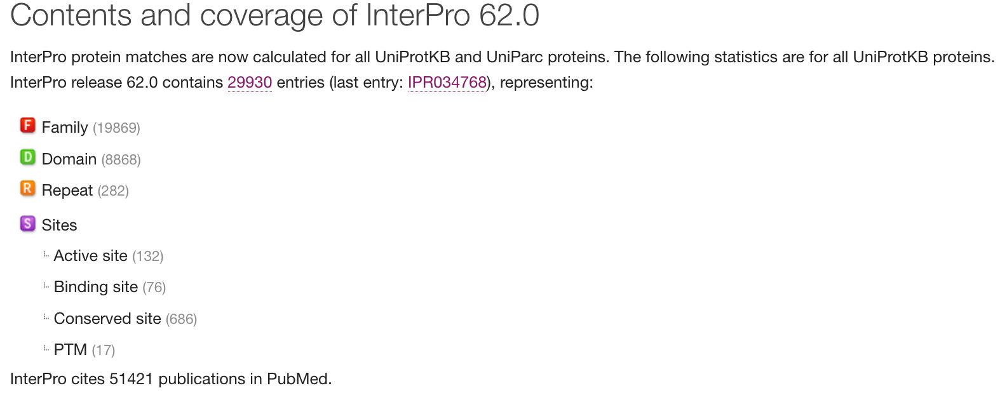 Contents and coverage of InterPro 62.0
InterPro protein matches are now calculated for all UniProtKB and UniParc proteins. The following statistics are for all UniProtKB proteins.
InterPro release 62.0 contains 29930 entries (last entry: IPR034768), representing:
F Family (19869)
D Domain (8868)
R Repeat (282)
S Sites
Active site (132)
Binding site (76)
Conserved site (686)
PTM (17)
InterPro cites 51421 publications in PubMed.